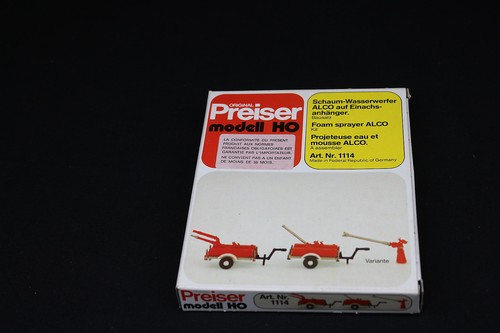 ORIGINAL
Preiser
modell HO
LA CONFORMITE DU PRESENT
PRODUIT AUX NORMES
FRANCAISES OBLIGATOIRES EST
GARANTIE PAR L'IMPORTATEUR.
NE CONVIENT PAS A UN ENFANT
DE MOINS DE 36 MOIS.
Schaum-Wasserwerfer
ALCO auf Einachs-
anhänger.
Bausatz
Foam sprayer ALCO
Kit
Projeteuse eau et
mousse ALCO.
A assembler
Art. Nr. 1114
Made in Federal Republic of Germany
Variante
Preiser
modell HO
Art. Nr.
1114